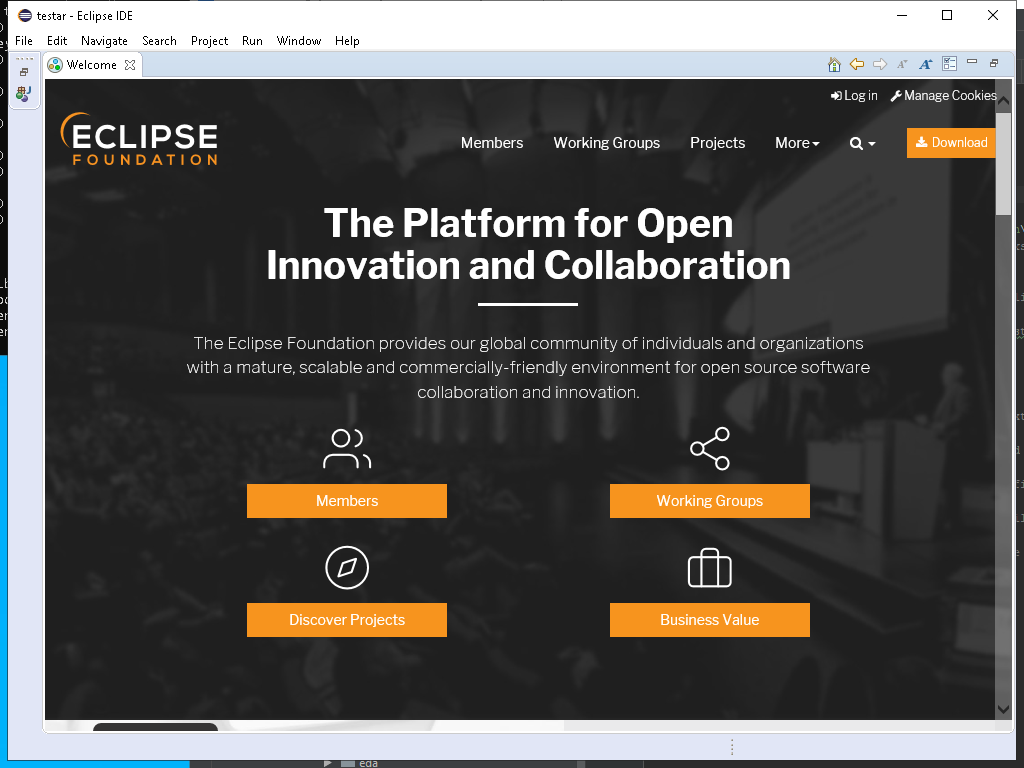 testar - Eclipse IDE
File Edit Navigate Search Project Run Window Help
Welcome
Log in Manage Cookies
ECLIPSE
FOUNDATION
Members Working Groups Projects More Download
The Platform for Open
Innovation and Collaboration
The Eclipse Foundation provides our global community of individuals and organizations
with a mature, scalable and commercially-friendly environment for open source software
collaboration and innovation.
Members Working Groups
Discover Projects Business Value
eda